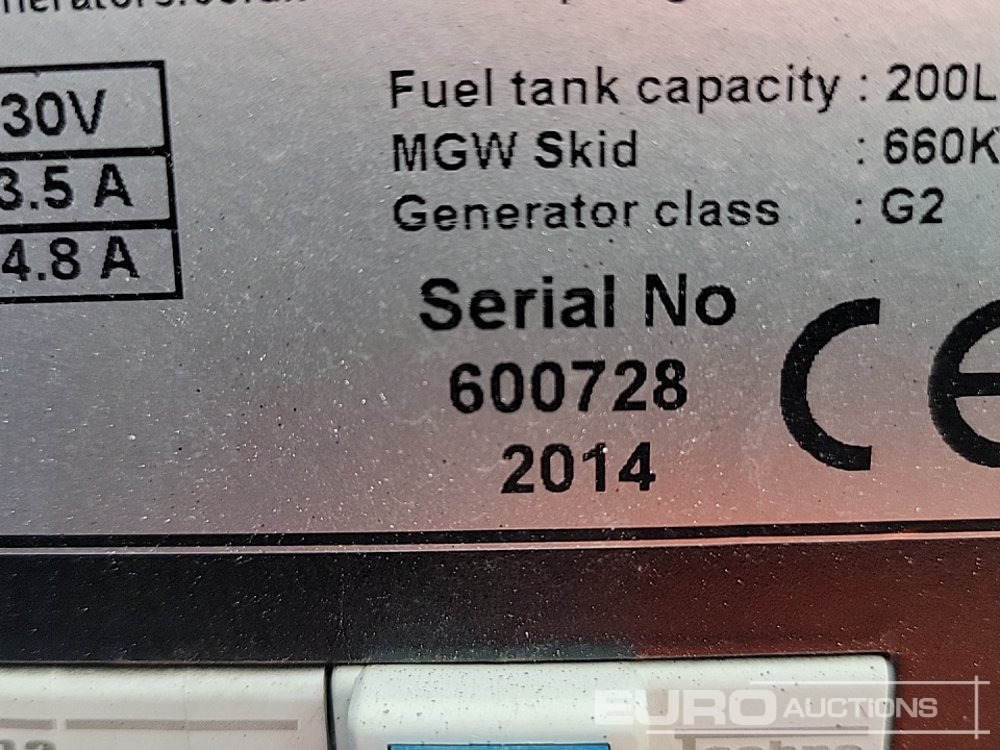 30V
3.5 A
4.8 A
Fuel tank capacity : 200L
MGW Skid : 660K
Generator class : G2
Serial No
600728
2014
CE
EURO AUCTIONS